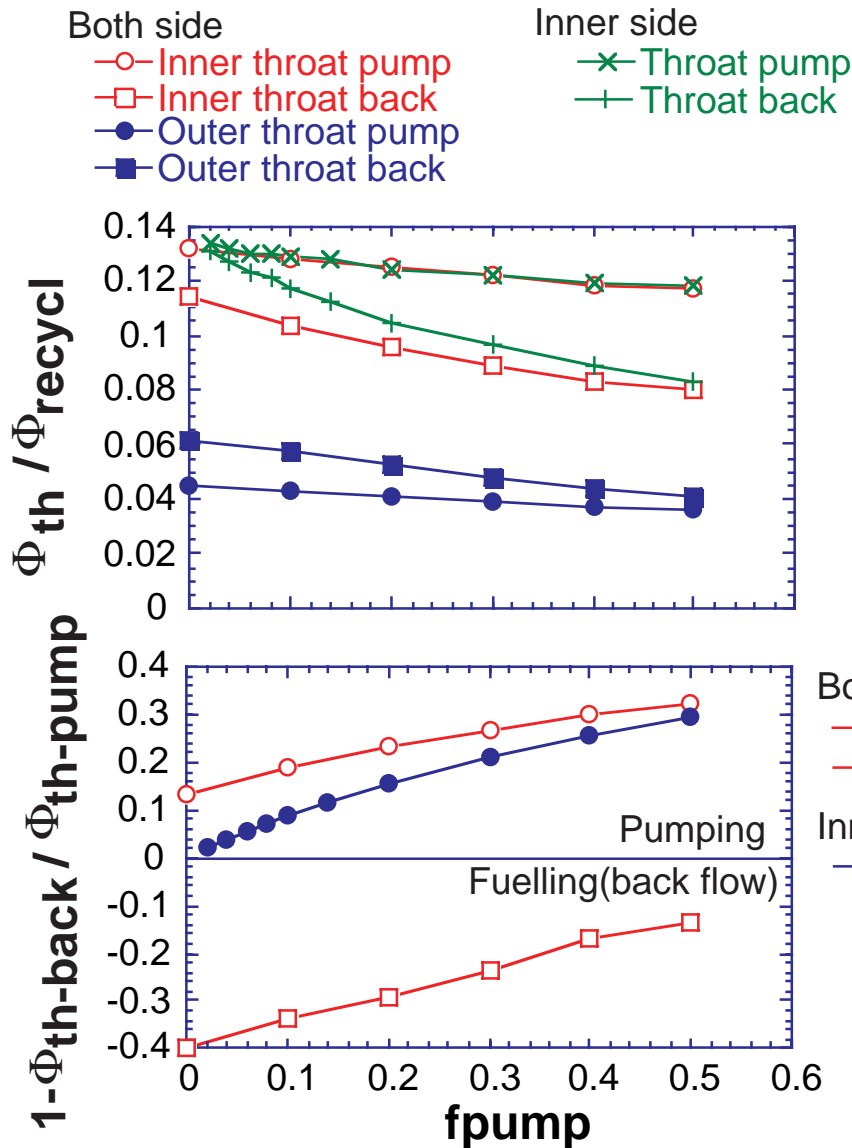 Both side
Inner side
Inner throat pump
Inner throat back
Outer throat pump
Outer throat back
Throat pump
Throat back
Φth / Φrecycl
0.14
0.12
0.1
0.08
0.06
0.04
0.02
0
1-Φth-back / Φth-pump
0.4
0.3
0.2
0.1
0
-0.1
-0.2
-0.3
-0.4
Pumping
Fuelling(back flow)
Bo
Inn
0 0.1 0.2 0.3 0.4 0.5 0.6
fpump